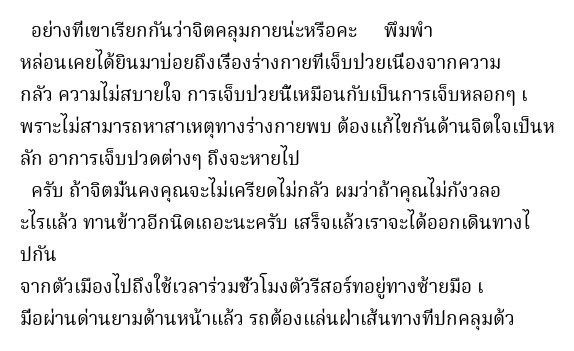 อย่างที่เขาเรียกกันว่าจิตคลุมกายน่ะหรือคะ   พึมพำ
หล่อนเคยได้ยินมาบ่อยถึงเรื่องร่างกายที่เจ็บป่วยเนื่องจากความ
กลัว ความไม่สบายใจ การเจ็บป่วยนี้เหมือนกับเป็นการเจ็บหลอกๆ เ
พราะไม่สามารถหาสาเหตุทางร่างกายพบ ต้องแก้ไขกันด้านจิตใจเป็นห
ลัก อาการเจ็บปวดต่างๆ ถึงจะหายไป
ครับ ถ้าจิตมั่นคงคุณจะไม่เครียดไม่กลัว ผมว่าถ้าคุณไม่กังวลอ
ะไรแล้ว ทานข้าวอีกนิดเถอะนะครับ เสร็จแล้วเราจะได้ออกเดินทางไ
ปกัน
จากตัวเมืองไปถึงใช้เวลาร่วมชั่วโมงตัวรีสอร์ทอยู่ทางซ้ายมือ เ
มื่อผ่านด่านยามด้านหน้าแล้ว รถต้องแล่นฝ่าเส้นทางที่ปกคลุมด้ว